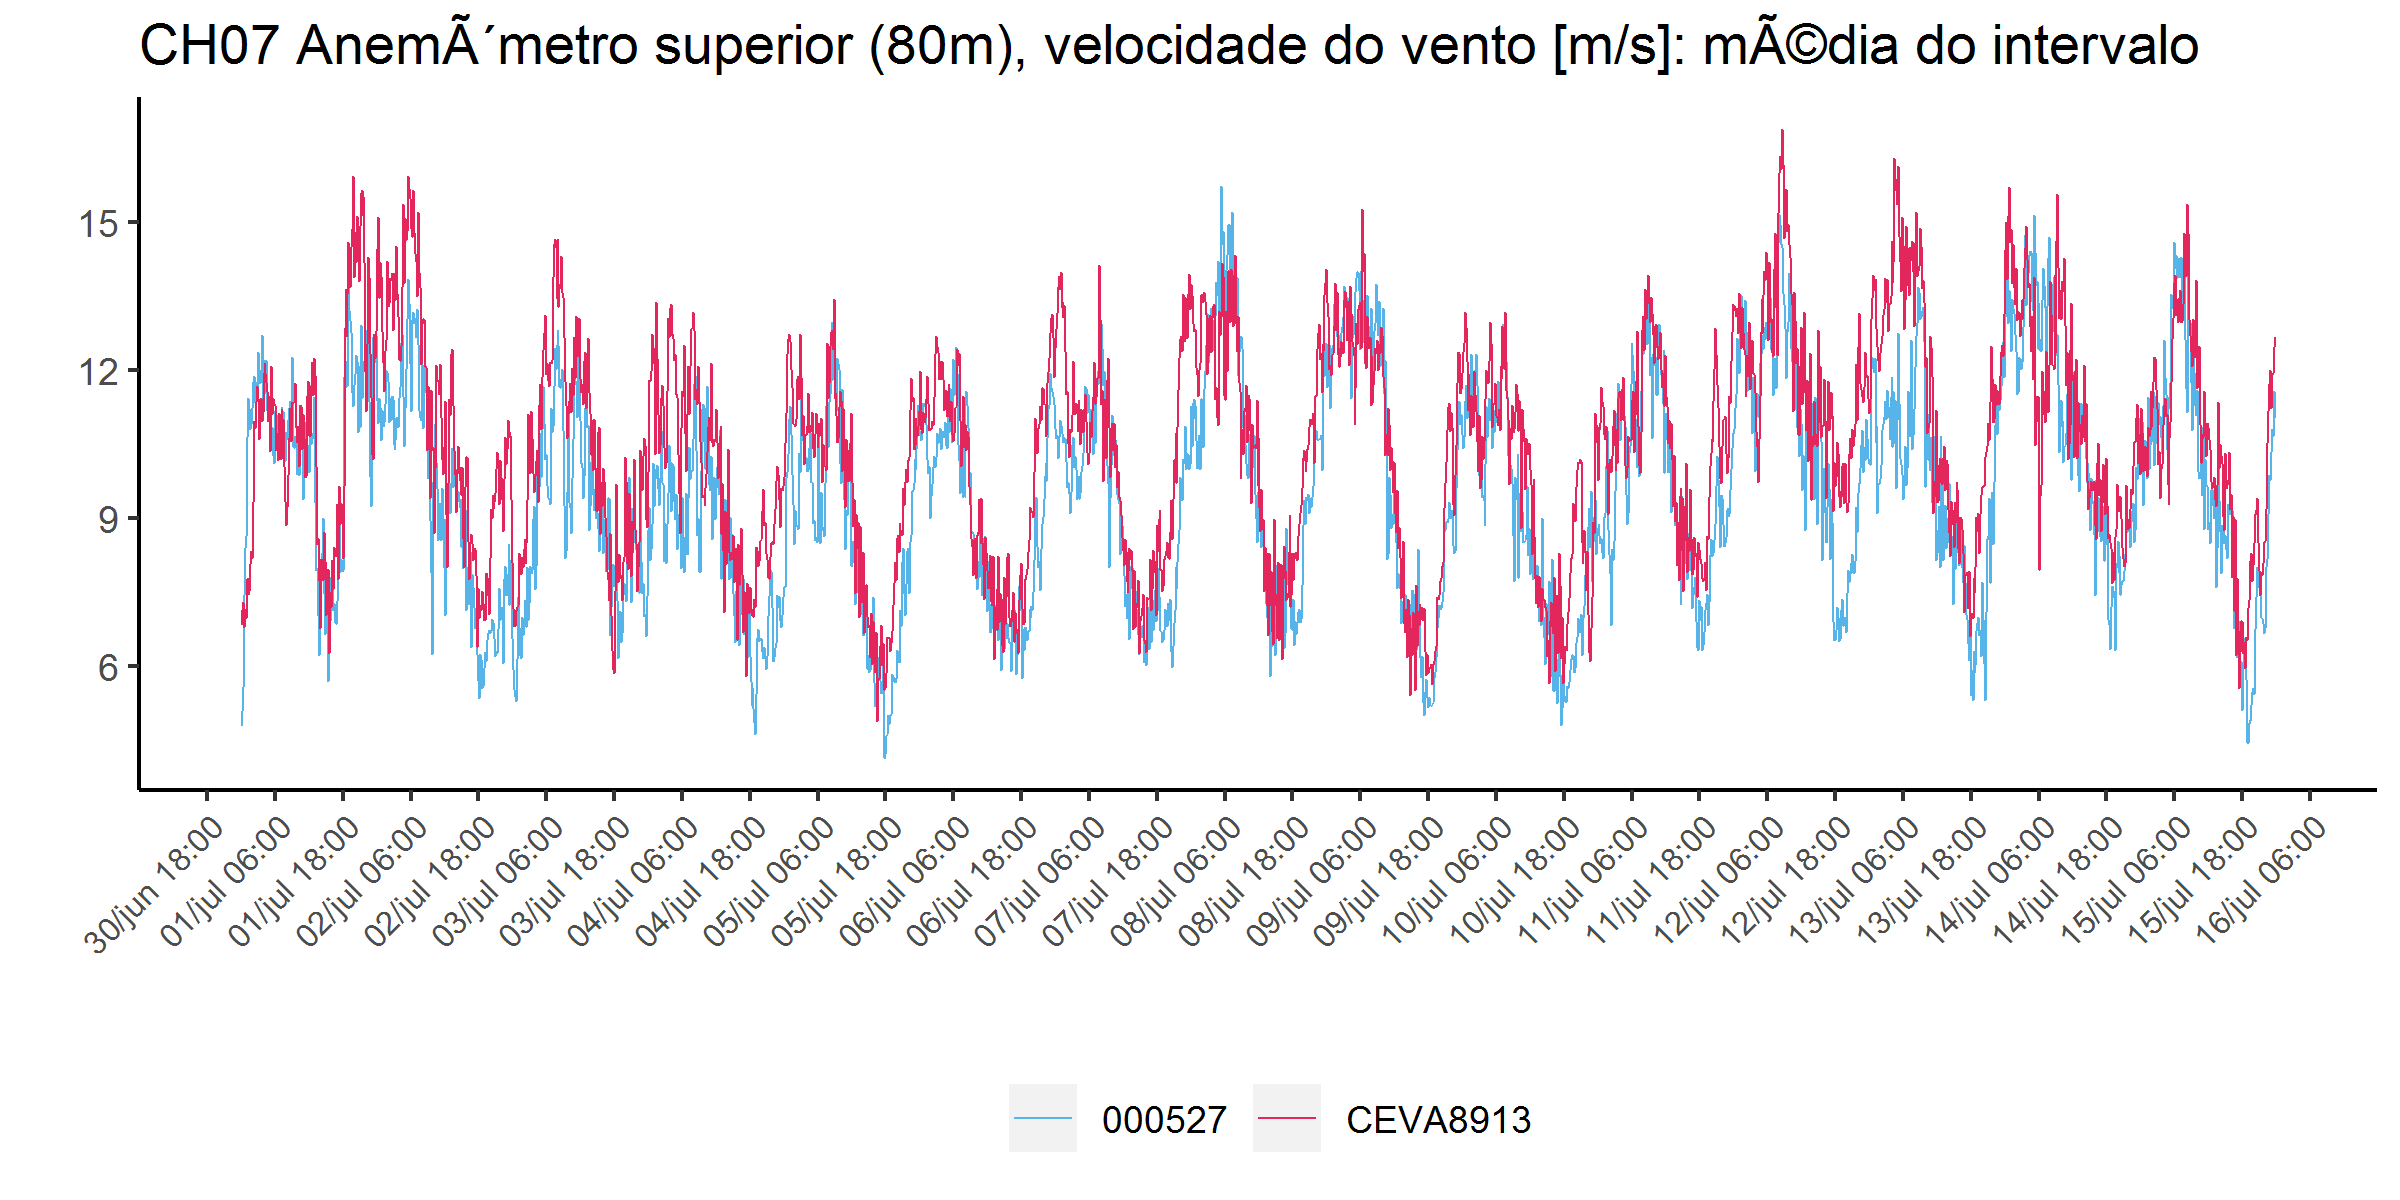 CH07 AnemÃ´metro superior (80m), velocidade do vento [m/s]: mÃ©dia do intervalo
15
12
9
6
30/jun 18:00
01/jul 06:00
01/jul 18:00
02/jul 06:00
02/jul 18:00
03/jul 06:00
03/jul 18:00
04/jul 06:00
04/jul 18:00
05/jul 06:00
05/jul 18:00
06/jul 06:00
06/jul 18:00
07/jul 06:00
07/jul 18:00
08/jul 06:00
08/jul 18:00
09/jul 06:00
09/jul 18:00
10/jul 06:00
10/jul 18:00
11/jul 06:00
11/jul 18:00
12/jul 06:00
12/jul 18:00
13/jul 06:00
13/jul 18:00
14/jul 06:00
14/jul 18:00
15/jul 06:00
15/jul 18:00
16/jul 06:00
000527
CEVA8913